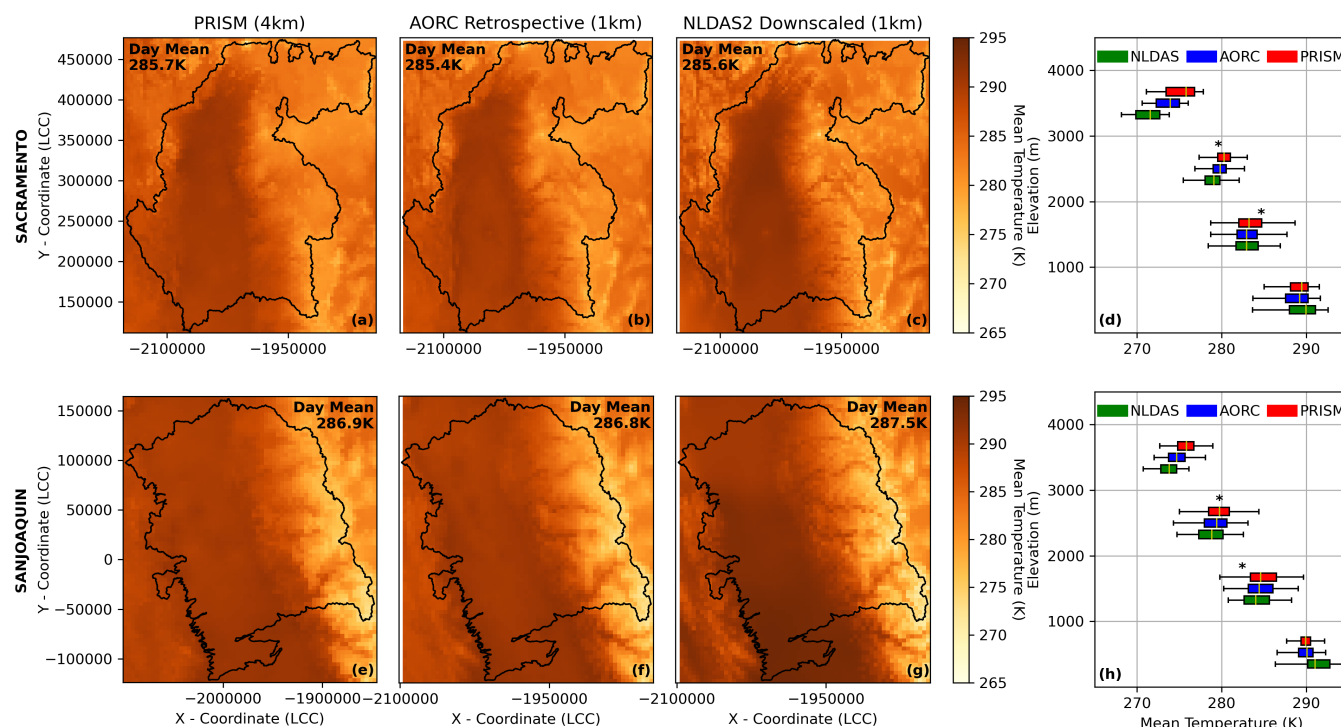 PRISM (4km)
AORC Retrospective (1km)
NLDAS2 Downscaled (1km)
SACRAMENTO
Y - Coordinate (LCC)
450000
400000
350000
300000
250000
200000
150000
Day Mean
285.7K
(a)
−2100000
−1950000
Day Mean
285.4K
(b)
−2100000
−1950000
Day Mean
285.6K
(c)
−2100000
−1950000
295
290
285
280
275
270
265
Mean Temperature (K)
Elevation (m)
4000
3000
2000
1000
NLDAS
AORC
PRISM
*
*
(d)
270
280
290
SANJOAQUIN
Y - Coordinate (LCC)
150000
100000
50000
0
−50000
−100000
Day Mean
286.9K
(e)
−2000000
−1900000
X - Coordinate (LCC)
Day Mean
286.8K
(f)
−2100000
−1950000
X - Coordinate (LCC)
Day Mean
287.5K
(g)
−2100000
−1950000
X - Coordinate (LCC)
295
290
285
280
275
270
265
Mean Temperature (K)
Elevation (m)
4000
3000
2000
1000
NLDAS
AORC
PRISM
*
*
(h)
270
280
290
Mean Temperature (K)